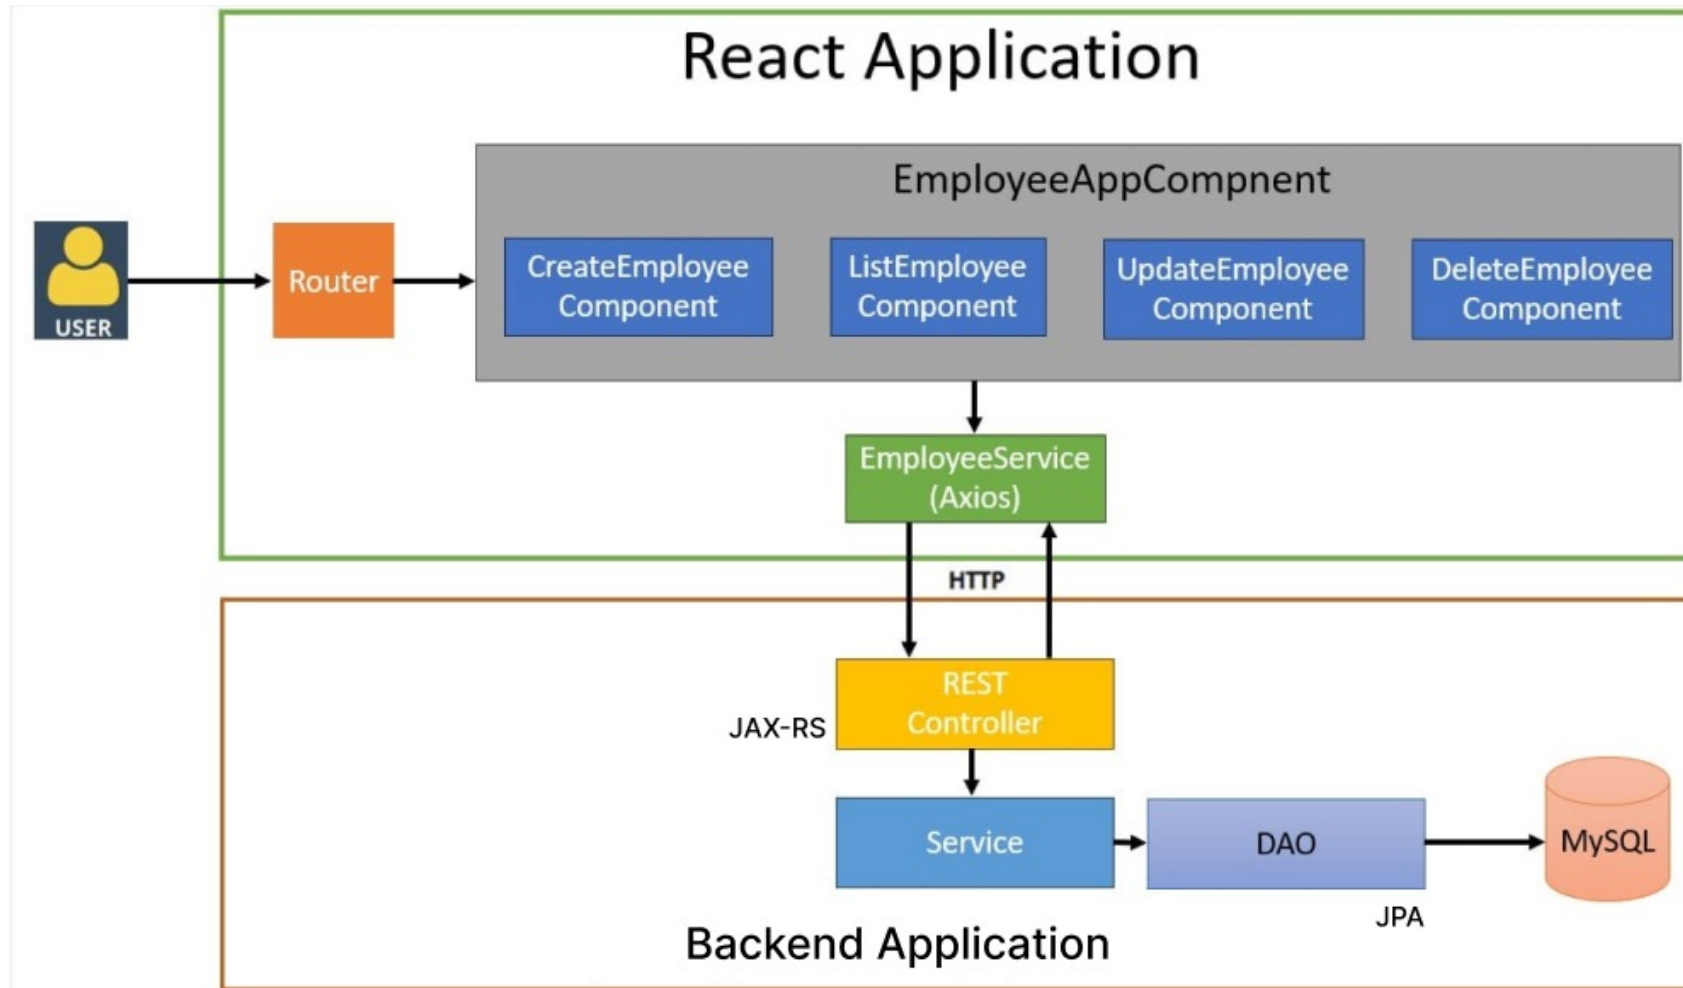 React Application
EmployeeAppCompnent
USER
Router
CreateEmployee
Component
ListEmployee
Component
UpdateEmployee
Component
DeleteEmployee
Component
EmployeeService
(Axios)
HTTP
REST
Controller
JAX-RS
Service
DAO
MySQL
JPA
Backend Application